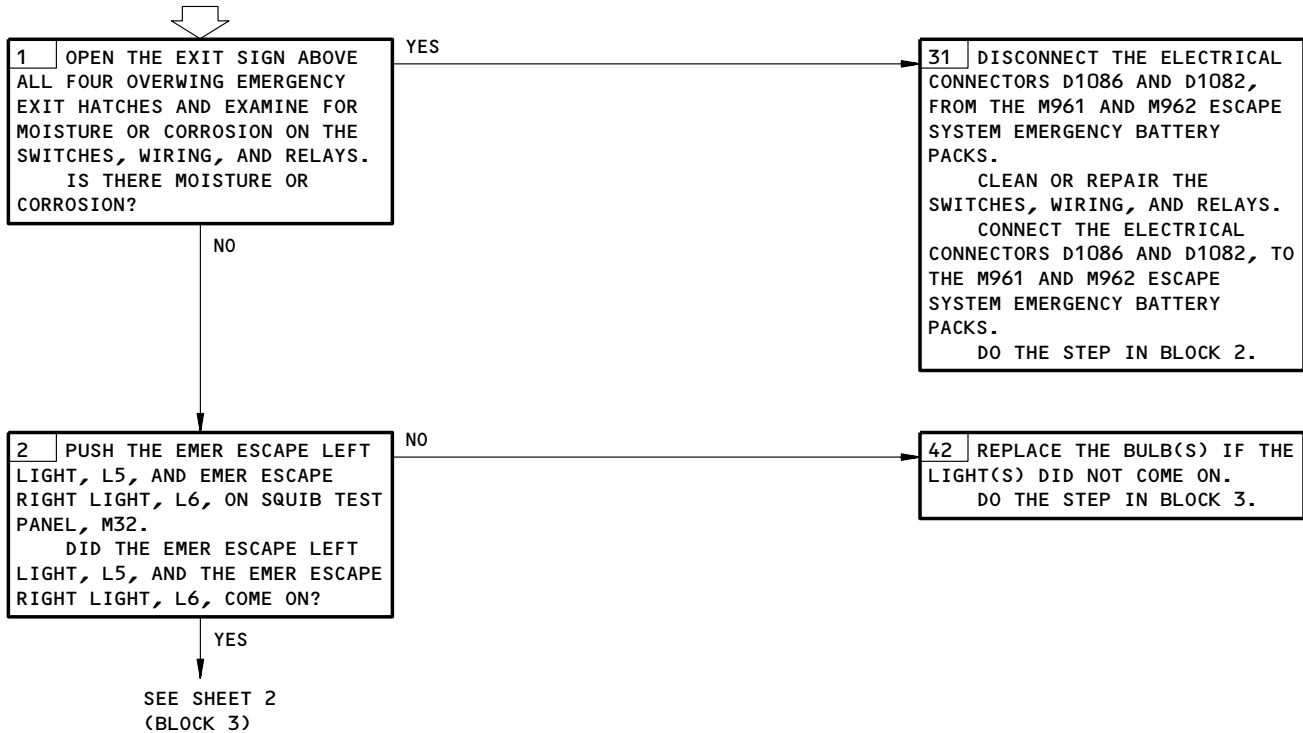 1 OPEN THE EXIT SIGN ABOVE
ALL FOUR OVERWING EMERGENCY
EXIT HATCHES AND EXAMINE FOR
MOISTURE OR CORROSION ON THE
SWITCHES, WIRING, AND RELAYS.
IS THERE MOISTURE OR
CORROSION?
YES
31 DISCONNECT THE ELECTRICAL
CONNECTORS D1086 AND D1082,
FROM THE M961 AND M962 ESCAPE
SYSTEM EMERGENCY BATTERY
PACKS.
CLEAN OR REPAIR THE
SWITCHES, WIRING, AND RELAYS.
CONNECT THE ELECTRICAL
CONNECTORS D1086 AND D1082, TO
THE M961 AND M962 ESCAPE
SYSTEM EMERGENCY BATTERY
PACKS.
DO THE STEP IN BLOCK 2.
NO
2 PUSH THE EMER ESCAPE LEFT
LIGHT, L5, AND EMER ESCAPE
RIGHT LIGHT, L6, ON SQUIB TEST
PANEL, M32.
DID THE EMER ESCAPE LEFT
LIGHT, L5, AND THE EMER ESCAPE
RIGHT LIGHT, L6, COME ON?
NO
42 REPLACE THE BULB(S) IF THE
LIGHT(S) DID NOT COME ON.
DO THE STEP IN BLOCK 3.
YES
SEE SHEET 2
(BLOCK 3)